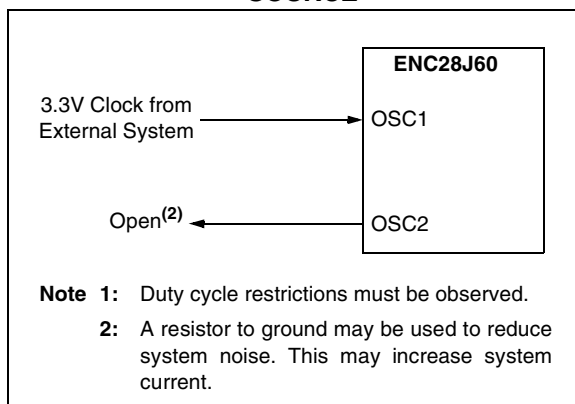 ENC28J60
3.3V Clock from
External System
OSC1
Open(2)
OSC2
Note 1: Duty cycle restrictions must be observed.
2: A resistor to ground may be used to reduce
system noise. This may increase system
current.